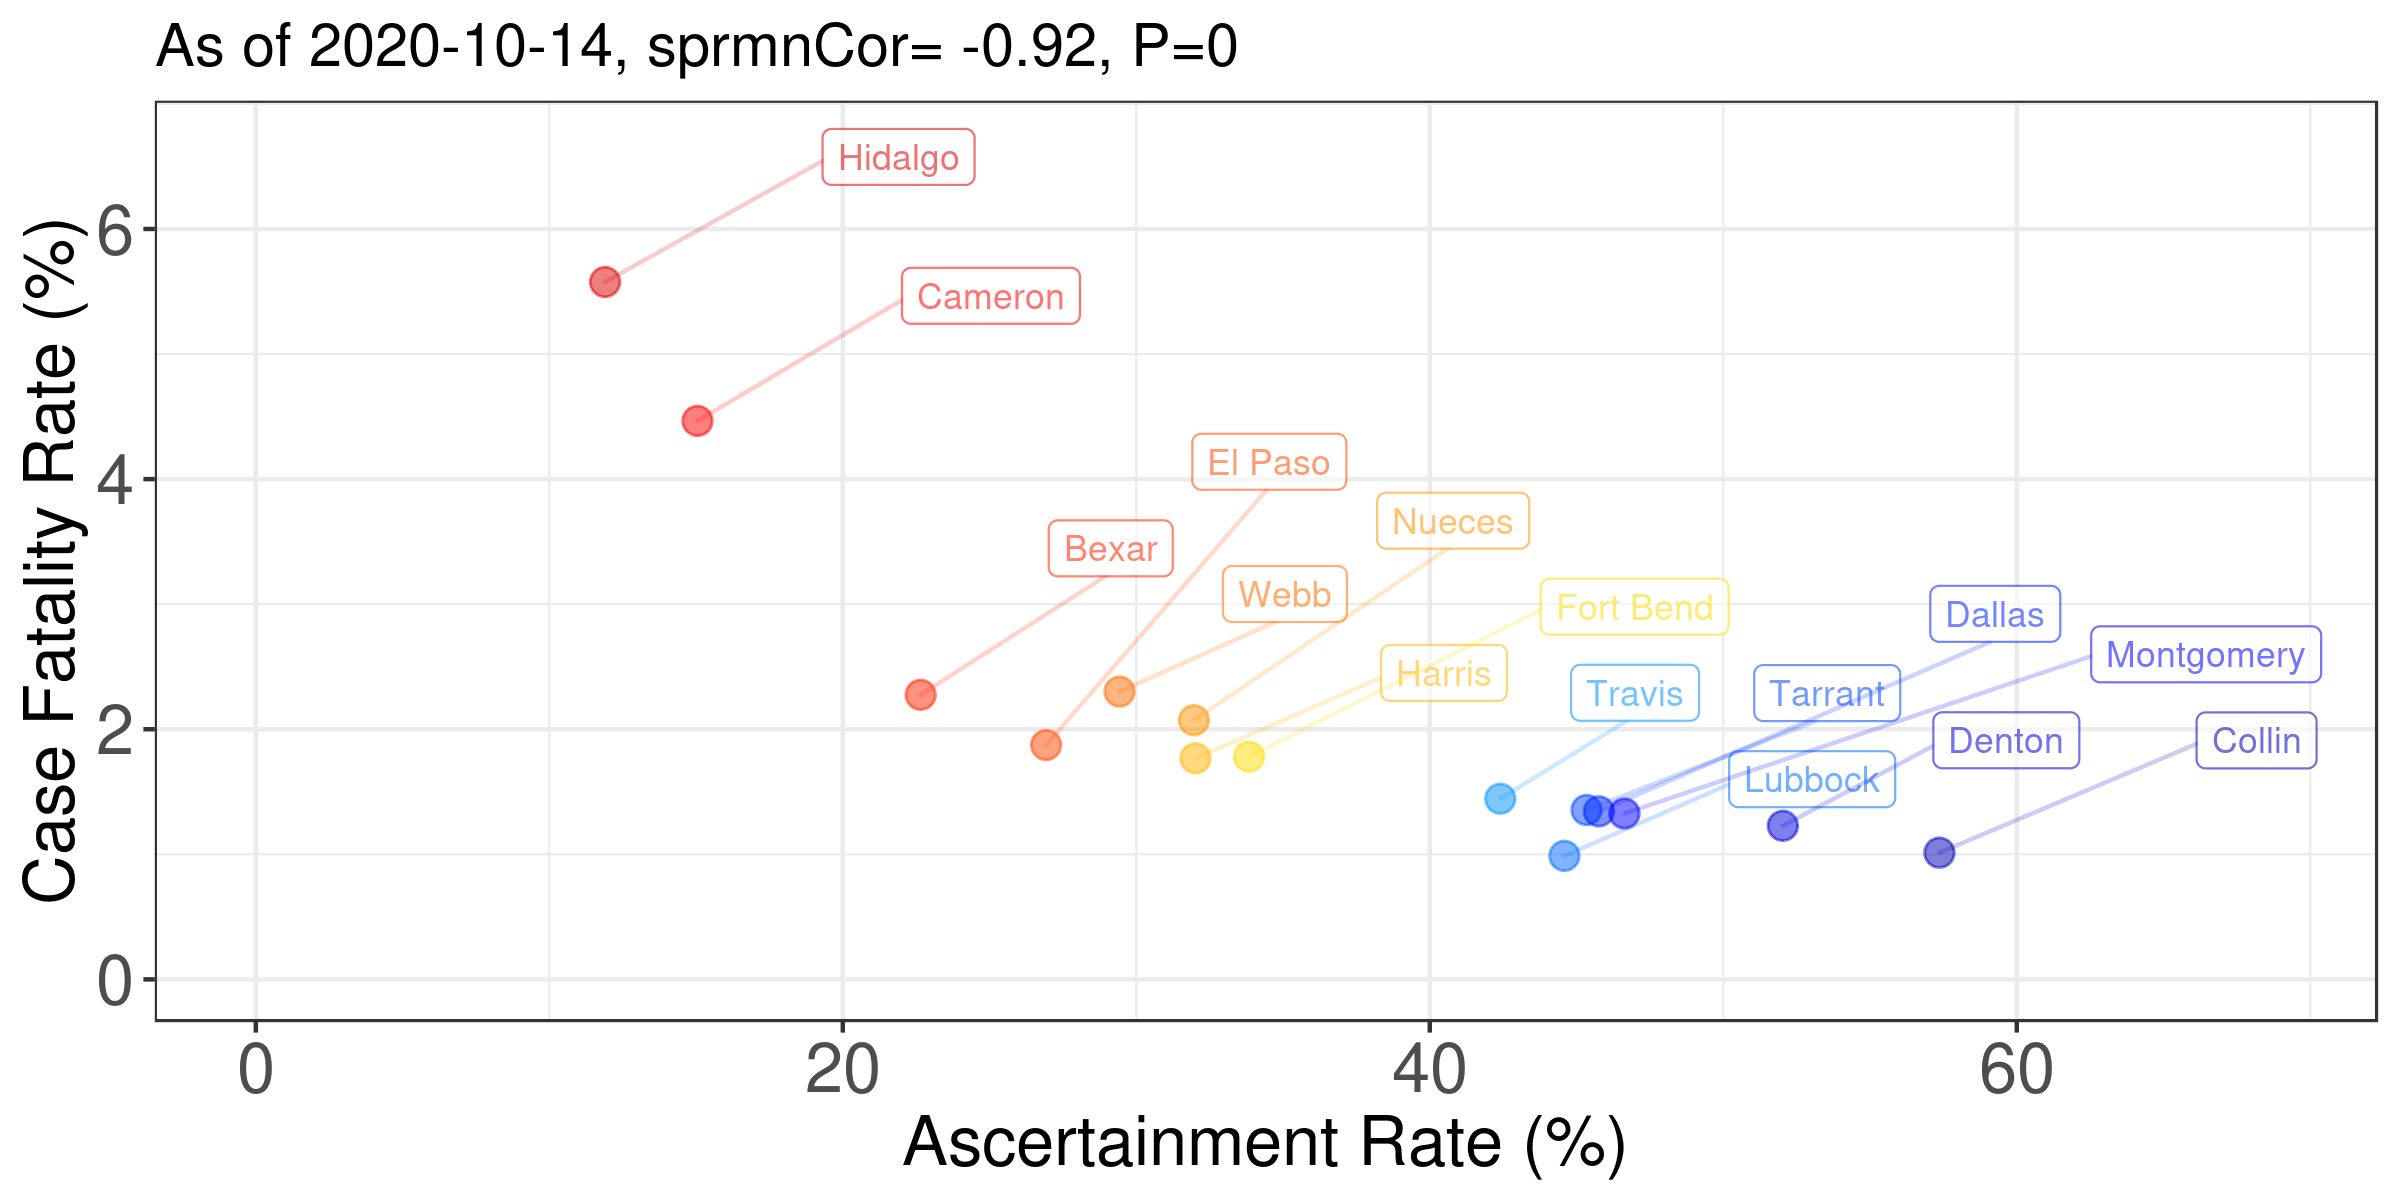 As of 2020-10-14, sprmnCor= -0.92, P=0
Case Fatality Rate (%)
6
4
2
0
Hidalgo
Cameron
El Paso
Nueces
Bexar
Webb
Fort Bend
Dallas
Montgomery
Harris
Travis
Tarrant
Denton
Collin
Lubbock
0 20 40 60
Ascertainment Rate (%)